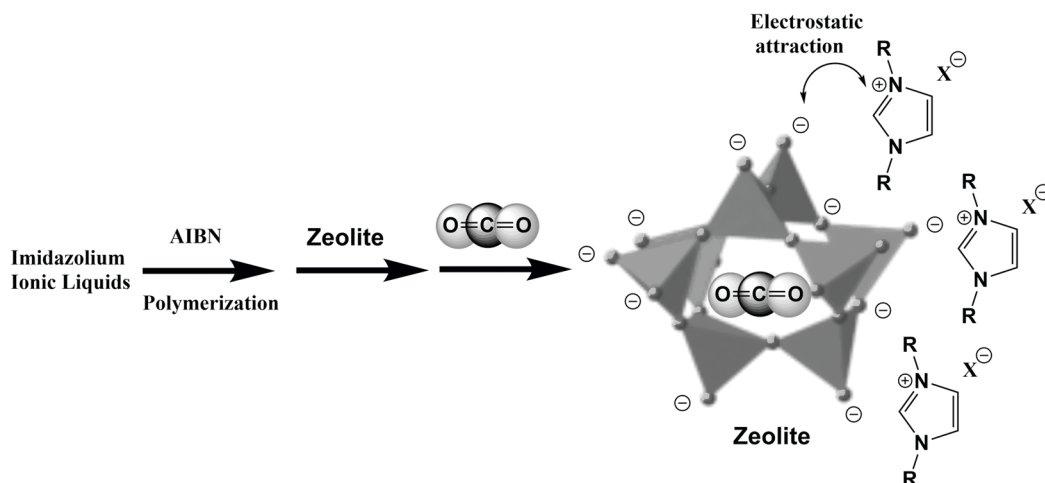 Imidazolium
Ionic Liquids
AIBN
Polymerization
Zeolite
O=C=O
Electrostatic
attraction
R
N
⊕
X⊖
N
R
⊖
⊖
⊖
⊖
⊖
⊖
⊖
⊖
⊖
⊖
O=C=O
R
N
⊕
X⊖
N
R
R
N
⊕
X⊖
N
R
Zeolite